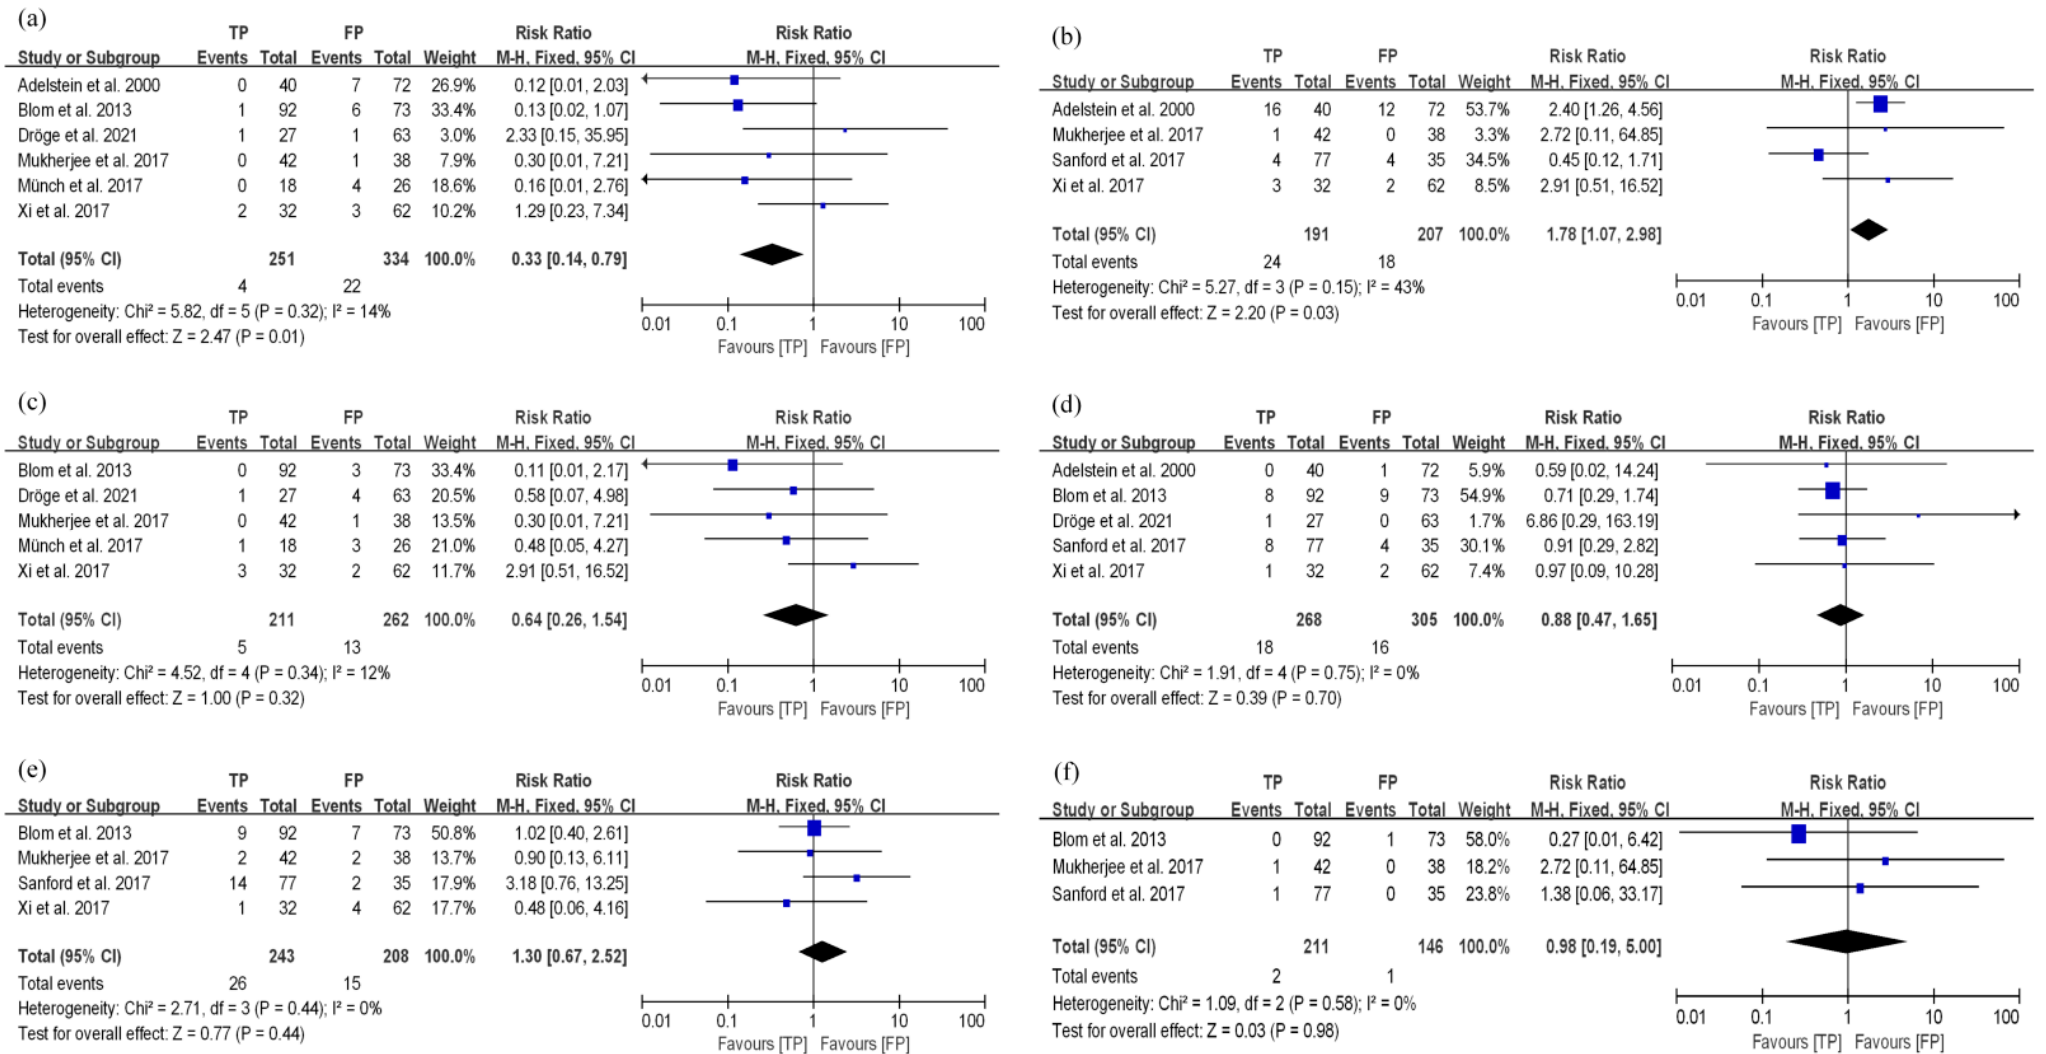 (a)
TP FP Risk Ratio Risk Ratio
Study or Subgroup Events Total Events Total Weight M-H, Fixed, 95% CI M-H, Fixed, 95% CI
Adelstein et al. 2000 0 40 7 72 26.9% 0.12 [0.01, 2.03]
Blom et al. 2013 1 92 6 73 33.4% 0.13 [0.02, 1.07]
Dröge et al. 2021 1 27 1 63 3.0% 2.33 [0.15, 35.95]
Mukherjee et al. 2017 0 42 1 38 7.9% 0.30 [0.01, 7.21]
Münch et al. 2017 0 18 4 26 18.6% 0.16 [0.01, 2.76]
Xi et al. 2017 2 32 3 62 10.2% 1.29 [0.23, 7.34]
Total (95% CI) 251 334 100.0% 0.33 [0.14, 0.79]
Total events 4 22
Heterogeneity: Chi² = 5.82, df = 5 (P = 0.32); I² = 14%
Test for overall effect: Z = 2.47 (P = 0.01)
0.01 0.1 1 10 100
Favours [TP] Favours [FP]
(b)
TP FP Risk Ratio Risk Ratio
Study or Subgroup Events Total Events Total Weight M-H, Fixed, 95% CI M-H, Fixed, 95% CI
Adelstein et al. 2000 16 40 12 72 53.7% 2.40 [1.26, 4.56]
Mukherjee et al. 2017 1 42 0 38 3.3% 2.72 [0.11, 64.85]
Sanford et al. 2017 4 77 4 35 34.5% 0.45 [0.12, 1.71]
Xi et al. 2017 3 32 2 62 8.5% 2.91 [0.51, 16.52]
Total (95% CI) 191 207 100.0% 1.78 [1.07, 2.98]
Total events 24 18
Heterogeneity: Chi² = 5.27, df = 3 (P = 0.15); I² = 43%
Test for overall effect: Z = 2.20 (P = 0.03)
0.01 0.1 1 10 100
Favours [TP] Favours [FP]
(c)
TP FP Risk Ratio Risk Ratio
Study or Subgroup Events Total Events Total Weight M-H, Fixed, 95% CI M-H, Fixed, 95% CI
Blom et al. 2013 0 92 3 73 33.4% 0.11 [0.01, 2.17]
Dröge et al. 2021 1 27 4 63 20.5% 0.58 [0.07, 4.98]
Mukherjee et al. 2017 0 42 1 38 13.5% 0.30 [0.01, 7.21]
Münch et al. 2017 1 18 3 26 21.0% 0.48 [0.05, 4.27]
Xi et al. 2017 3 32 2 62 11.7% 2.91 [0.51, 16.52]
Total (95% CI) 211 262 100.0% 0.64 [0.26, 1.54]
Total events 5 13
Heterogeneity: Chi² = 4.52, df = 4 (P = 0.34); I² = 12%
Test for overall effect: Z = 1.00 (P = 0.32)
0.01 0.1 1 10 100
Favours [TP] Favours [FP]
(d)
TP FP Risk Ratio Risk Ratio
Study or Subgroup Events Total Events Total Weight M-H, Fixed, 95% CI M-H, Fixed, 95% CI
Adelstein et al. 2000 0 40 1 72 5.9% 0.59 [0.02, 14.24]
Blom et al. 2013 8 92 9 73 54.9% 0.71 [0.29, 1.74]
Dröge et al. 2021 1 27 0 63 1.7% 6.86 [0.29, 163.19]
Sanford et al. 2017 8 77 4 35 30.1% 0.91 [0.29, 2.82]
Xi et al. 2017 1 32 2 62 7.4% 0.97 [0.09, 10.28]
Total (95% CI) 268 305 100.0% 0.88 [0.47, 1.65]
Total events 18 16
Heterogeneity: Chi² = 1.91, df = 4 (P = 0.75); I² = 0%
Test for overall effect: Z = 0.39 (P = 0.70)
0.01 0.1 1 10 100
Favours [TP] Favours [FP]
(e)
TP FP Risk Ratio Risk Ratio
Study or Subgroup Events Total Events Total Weight M-H, Fixed, 95% CI M-H, Fixed, 95% CI
Blom et al. 2013 9 92 7 73 50.8% 1.02 [0.40, 2.61]
Mukherjee et al. 2017 2 42 2 38 13.7% 0.90 [0.13, 6.11]
Sanford et al. 2017 14 77 2 35 17.9% 3.18 [0.76, 13.25]
Xi et al. 2017 1 32 4 62 17.7% 0.48 [0.06, 4.16]
Total (95% CI) 243 208 100.0% 1.30 [0.67, 2.52]
Total events 26 15
Heterogeneity: Chi² = 2.71, df = 3 (P = 0.44); I² = 0%
Test for overall effect: Z = 0.77 (P = 0.44)
0.01 0.1 1 10 100
Favours [TP] Favours [FP]
(f)
TP FP Risk Ratio Risk Ratio
Study or Subgroup Events Total Events Total Weight M-H, Fixed, 95% CI M-H, Fixed, 95% CI
Blom et al. 2013 0 92 1 73 58.0% 0.27 [0.01, 6.42]
Mukherjee et al. 2017 1 42 0 38 18.2% 2.72 [0.11, 64.85]
Sanford et al. 2017 1 77 0 35 23.8% 1.38 [0.06, 33.17]
Total (95% CI) 211 146 100.0% 0.98 [0.19, 5.00]
Total events 2 1
Heterogeneity: Chi² = 1.09, df = 2 (P = 0.58); I² = 0%
Test for overall effect: Z = 0.03 (P = 0.98)
0.01 0.1 1 10 100
Favours [TP] Favours [FP]